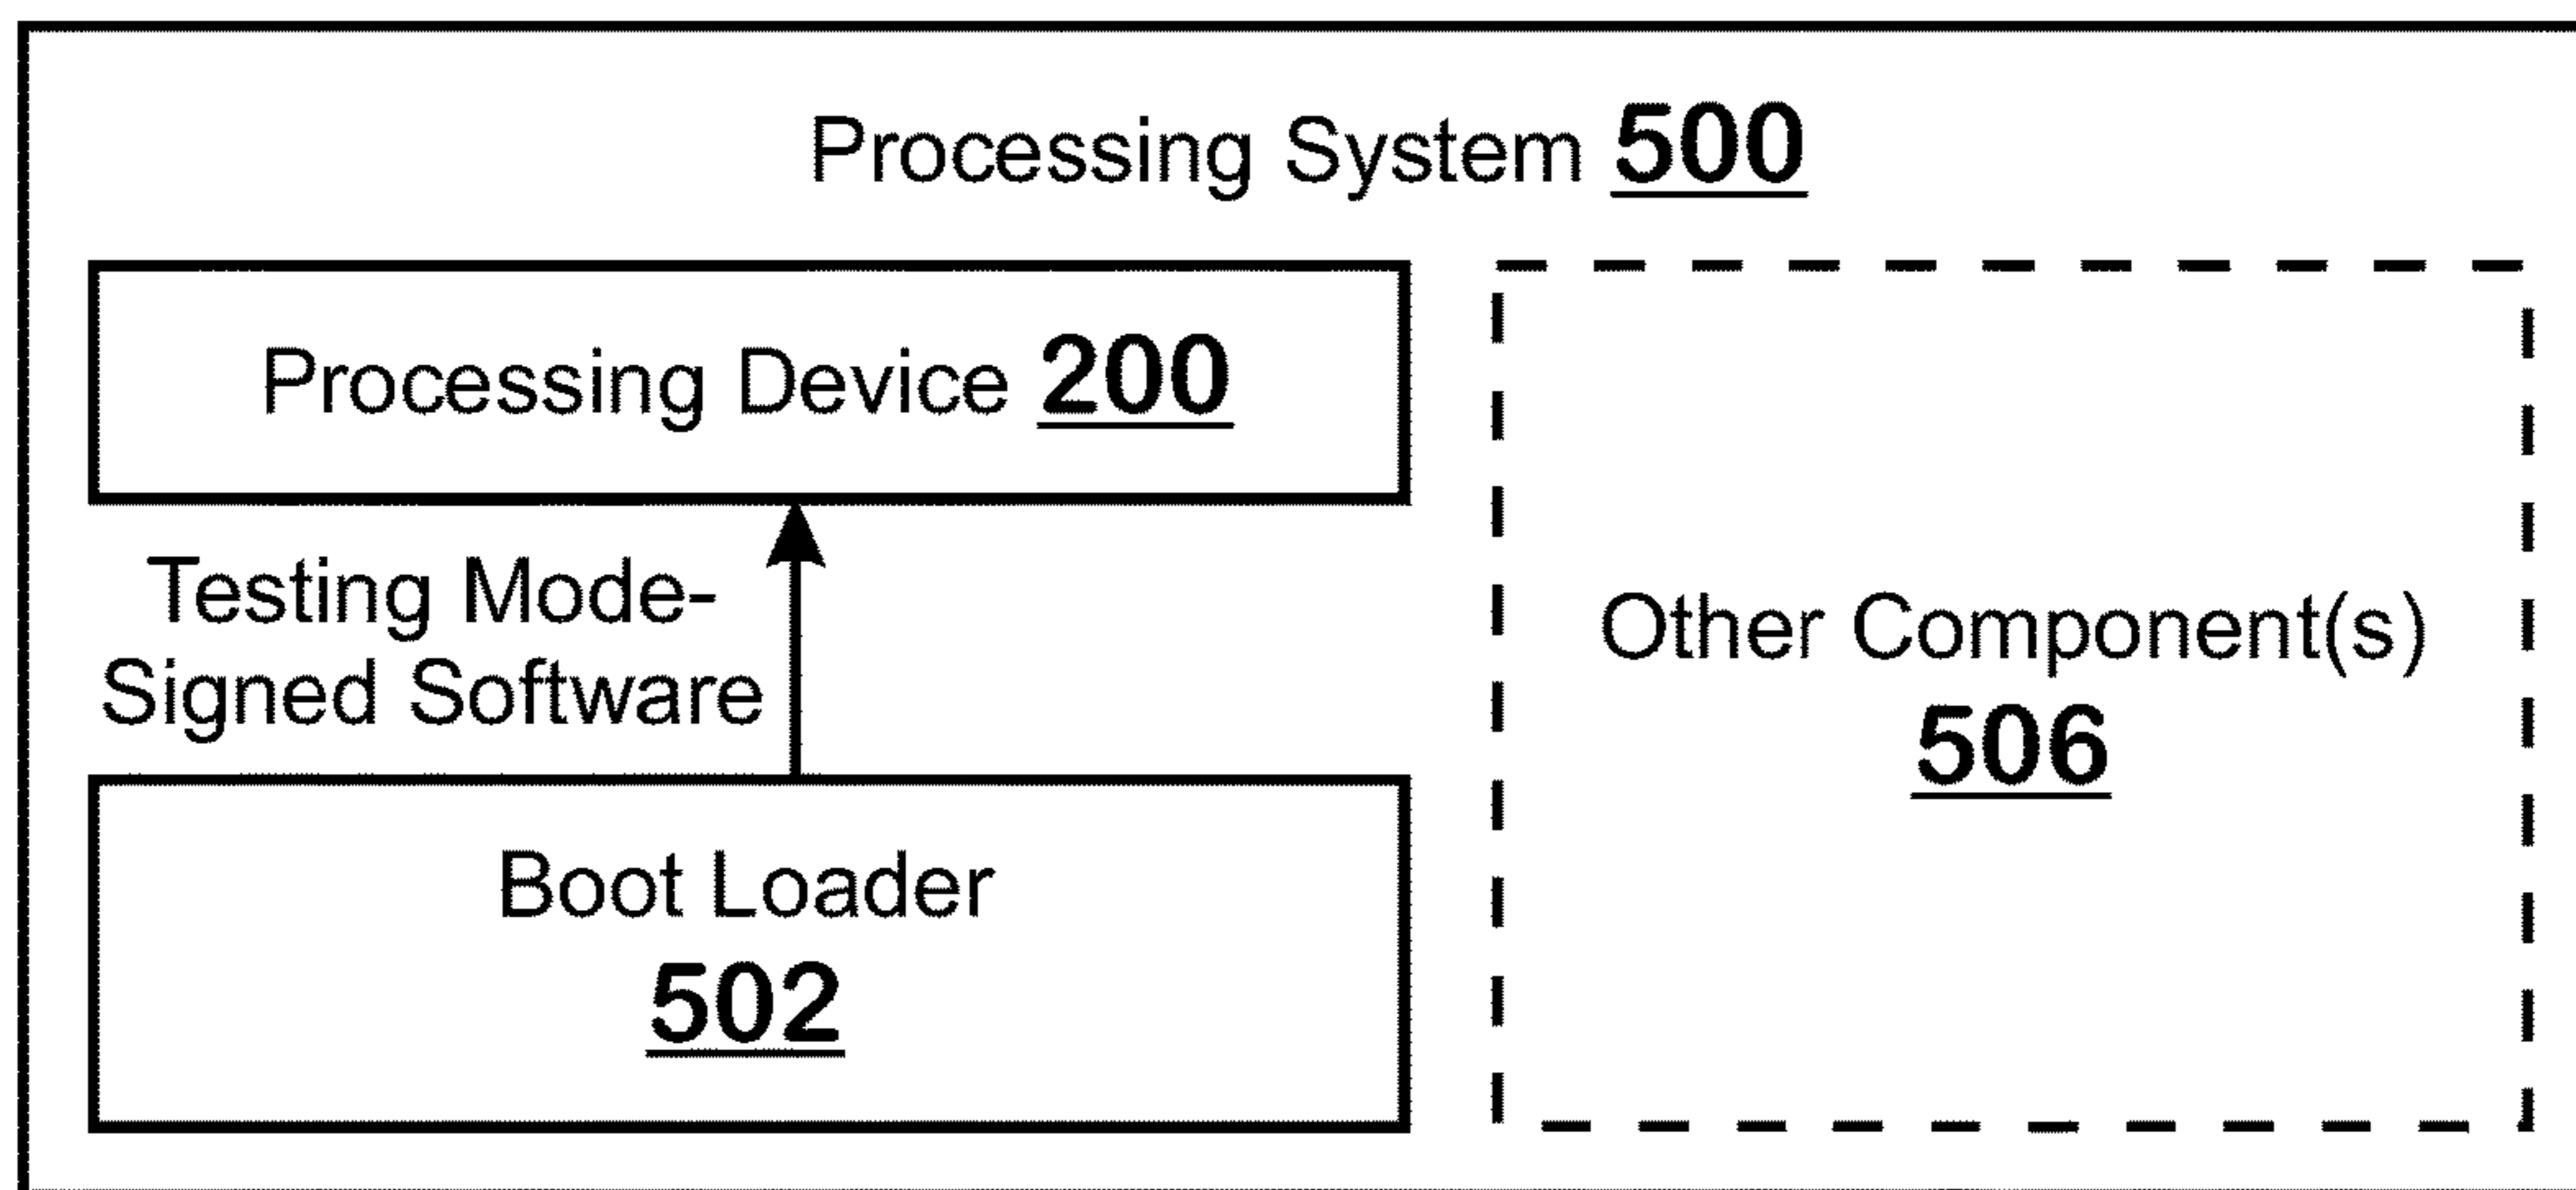 Processing System 500
Processing Device 200
Testing Mode-
Signed Software
Boot Loader
502
Other Component(s)
506